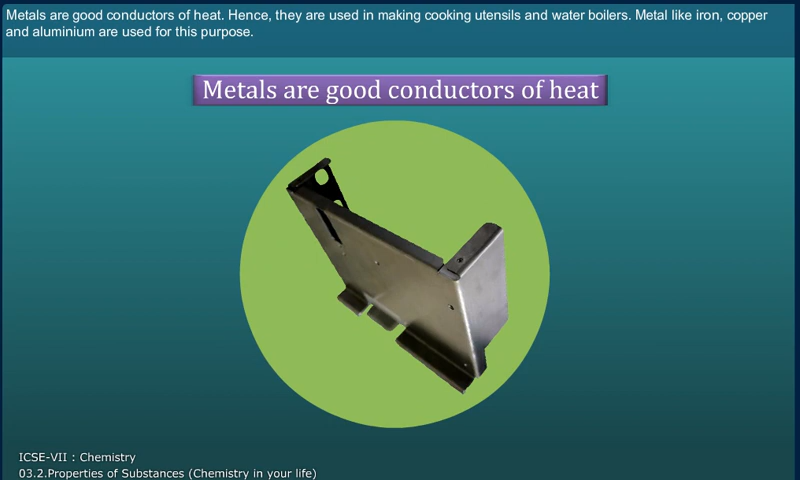 Metals are good conductors of heat. Hence, they are used in making cooking utensils and water boilers. Metal like iron, copper
and aluminium are used for this purpose.
Metals are good conductors of heat
ICSE-VII : Chemistry
03.2.Properties of Substances (Chemistry in your life)